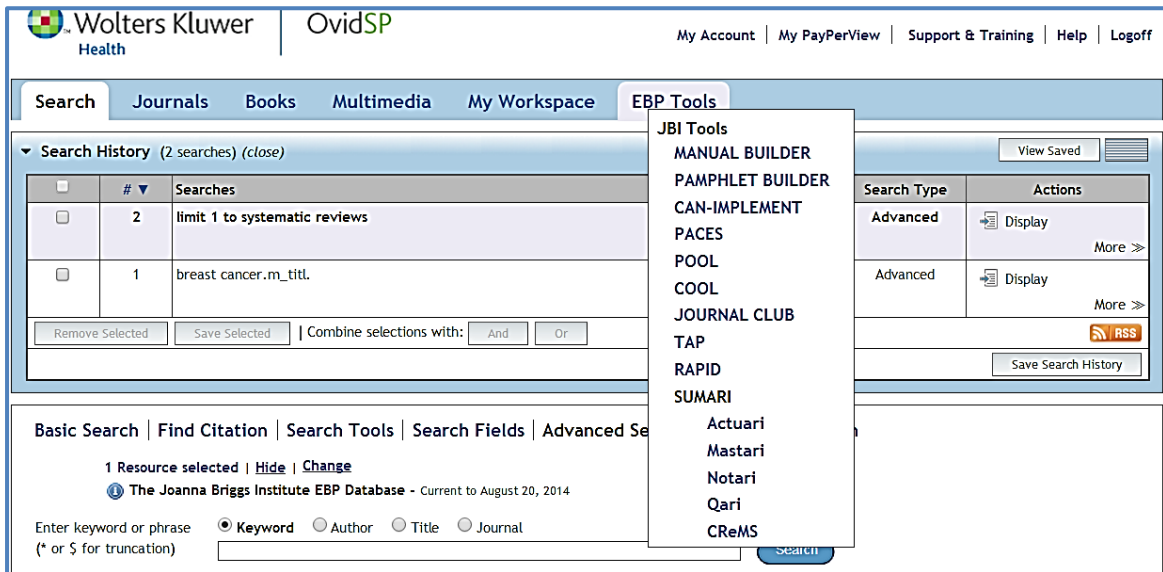 Wolters Kluwer OvidSP
Health
My Account | My PayPerView | Support & Training | Help | Logoff
Search Journals Books Multimedia My Workspace EBP Tools
JBI Tools
MANUAL BUILDER
PAMPHLET BUILDER
CAN-IMPLEMENT
PACES
POOL
COOL
JOURNAL CLUB
TAP
RAPID
SUMARI
Actuari
Mastari
Notari
Qari
CReMS
▼ Search History (2 searches) (close) View Saved
# ▼ Searches Search Type Actions
2 limit 1 to systematic reviews Advanced Display
More ≫
1 breast cancer.m_titl. Advanced Display
More ≫
Remove Selected Save Selected | Combine selections with: And Or RSS
Save Search History
Basic Search | Find Citation | Search Tools | Search Fields | Advanced Se
1 Resource selected | Hide | Change
The Joanna Briggs Institute EBP Database - Current to August 20, 2014
Enter keyword or phrase Keyword Author Title Journal
(* or $ for truncation) Search